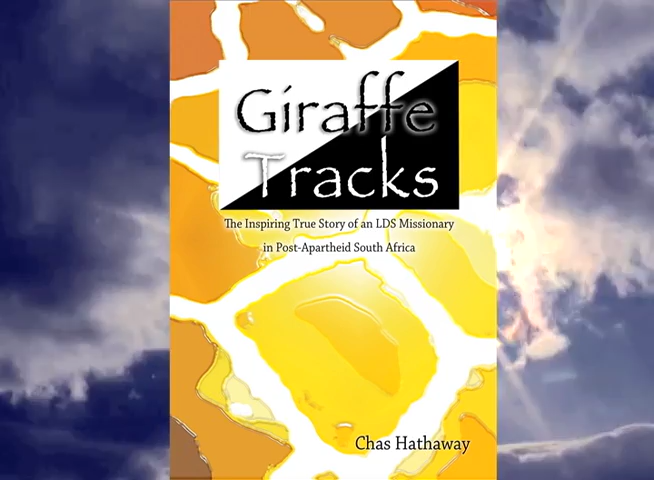 Giraffe
Tracks
The Inspiring True Story of an LDS Missionary
in Post-Apartheid South Africa
Chas Hathaway